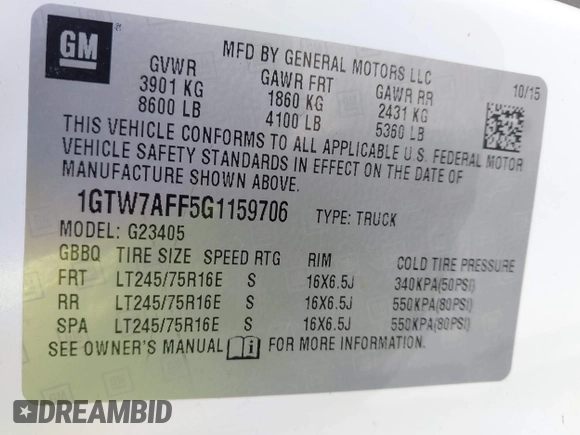 GM
MFD BY GENERAL MOTORS LLC
10/15
GVWR GAWR FRT GAWR RR
3901 KG 1860 KG 2431 KG
8600 LB 4100 LB 5360 LB
THIS VEHICLE CONFORMS TO ALL APPLICABLE U.S. FEDERAL MOTOR
VEHICLE SAFETY STANDARDS IN EFFECT ON THE DATE OF
MANUFACTURE SHOWN ABOVE.
1GTW7AFF5G1159706 TYPE: TRUCK
MODEL: G23405
GBBQ TIRE SIZE SPEED RTG RIM COLD TIRE PRESSURE
FRT LT245/75R16E S 16X6.5J 340KPA(50PSI)
RR LT245/75R16E S 16X6.5J 550KPA(80PSI)
SPA LT245/75R16E S 16X6.5J 550KPA(80PSI)
SEE OWNER'S MANUAL FOR MORE INFORMATION.
DREAMBID